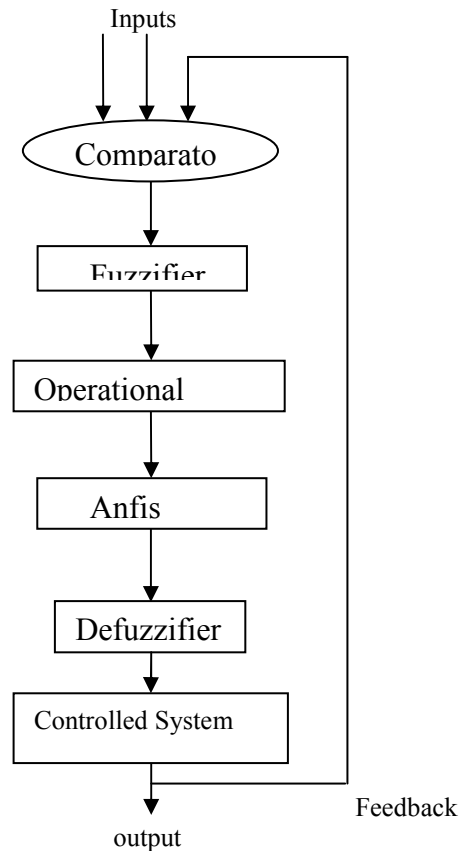 Inputs
Comparato
Fuzzifier
Operational
Anfis
Defuzzifier
Controlled System
Feedback
output